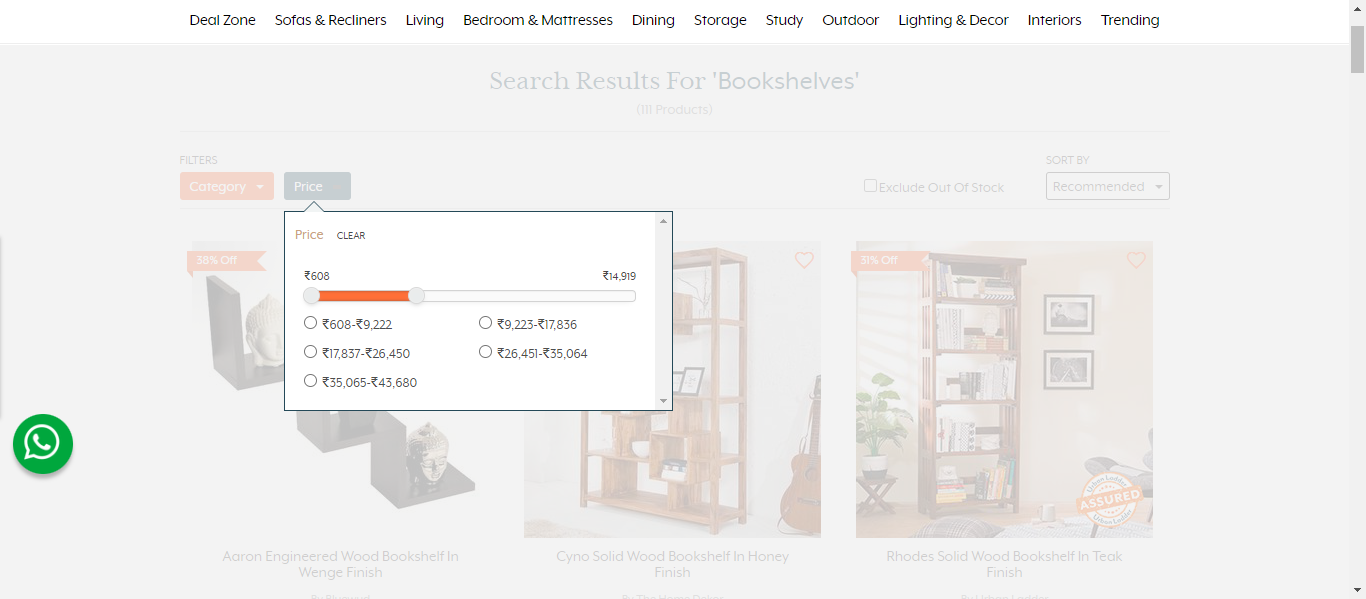 Deal Zone Sofas & Recliners Living Bedroom & Mattresses Dining Storage Study Outdoor Lighting & Decor Interiors Trending
Search Results For 'Bookshelves'
(111 Products)
FILTERS
SORT BY
Category Price
Exclude Out Of Stock Recommended
Price CLEAR
₹608 ₹14,919
₹608-₹9,222 ₹9,223-₹17,836
₹17,837-₹26,450 ₹26,451-₹35,064
₹35,065-₹43,680
38% Off
31% Off
Urban Ladder
ASSURED
Urban Ladder
Aaron Engineered Wood Bookshelf In
Wenge Finish
Cyno Solid Wood Bookshelf In Honey
Finish
Rhodes Solid Wood Bookshelf In Teak
Finish
By The Home Dekor
By Urban Ladder